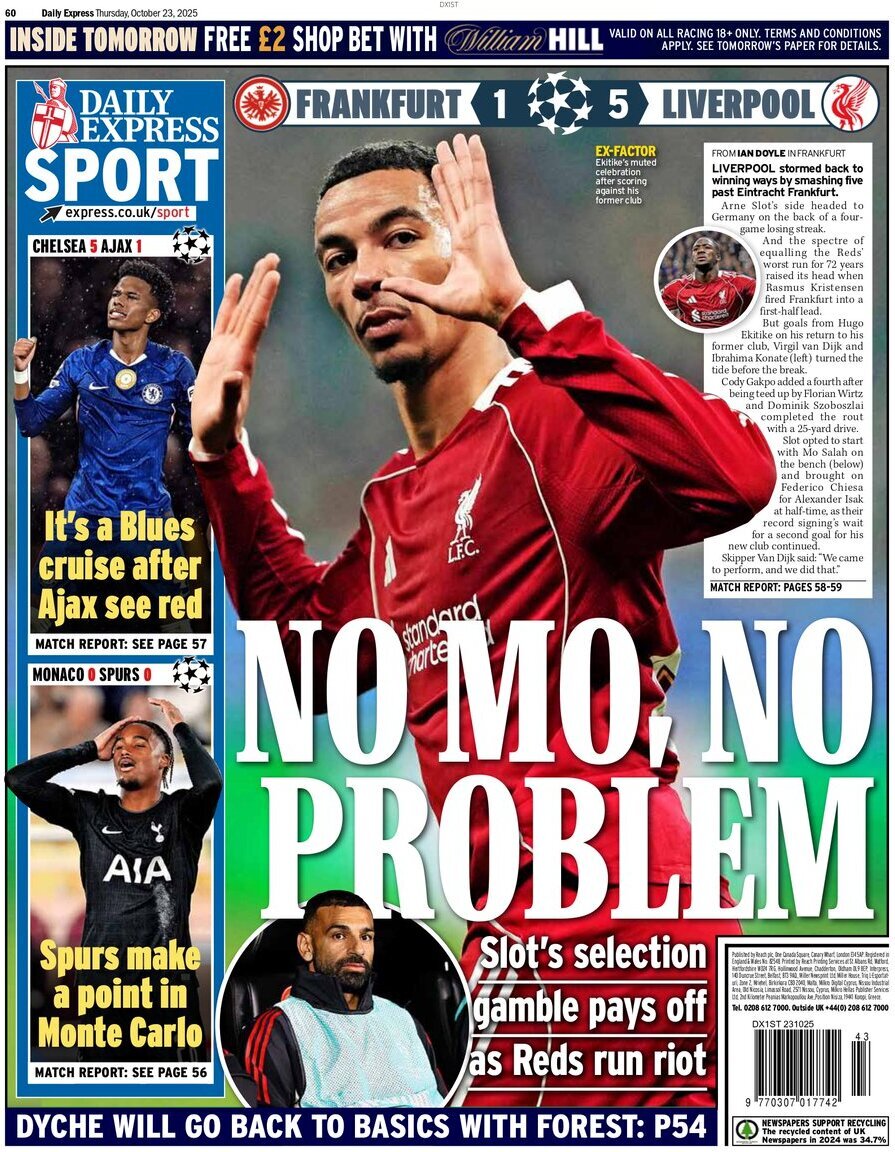 DX1ST
60 Daily Express Thursday, October 23, 2025
INSIDE TOMORROW FREE £2 SHOP BET WITH William HILL
VALID ON ALL RACING 18+ ONLY. TERMS AND CONDITIONS
APPLY. SEE TOMORROW'S PAPER FOR DETAILS.
DAILY
EXPRESS
SPORT
express.co.uk/sport
FRANKFURT 1 5 LIVERPOOL
CHELSEA 5 AJAX 1
It's a Blues
cruise after
Ajax see red
MATCH REPORT: SEE PAGE 57
MONACO 0 SPURS 0
AIA
Spurs make
a point in
Monte Carlo
MATCH REPORT: SEE PAGE 56
EX-FACTOR
Ekitike's muted
celebration
after scoring
against his
former club
L.F.C.
standard
chartered
FROM IAN DOYLE IN FRANKFURT
LIVERPOOL stormed back to
winning ways by smashing five
past Eintracht Frankfurt.
Arne Slot's side headed to
Germany on the back of a four-
game losing streak.
And the spectre of
equalling the Reds'
worst run for 72 years
raised its head when
Rasmus Kristensen
fired Frankfurt into a
first-half lead.
But goals from Hugo
Ekitike on his return to his
former club, Virgil van Dijk and
Ibrahima Konate (left) turned the
tide before the break.
Cody Gakpo added a fourth after
being teed up by Florian Wirtz
and Dominik Szoboszlai
completed the rout
with a 25-yard drive.
Slot opted to start
with Mo Salah on
the bench (below)
and brought on
Federico Chiesa
for Alexander Isak
at half-time, as their
record signing's wait
for a second goal for his
new club continued.
Skipper Van Dijk said: "We came
to perform, and we did that."
MATCH REPORT: PAGES 58-59
standard
chartered
NO MO, NO
PROBLEM
Slot's selection
gamble pays off
as Reds run riot
Tel. 0208 612 7000. Outside UK +44(0) 208 612 7000
DX1ST 231025
43
9 770307 017742
NEWSPAPERS SUPPORT RECYCLING
The recycled content of UK
Newspapers in 2024 was 34.7%
DYCHE WILL GO BACK TO BASICS WITH FOREST: P54